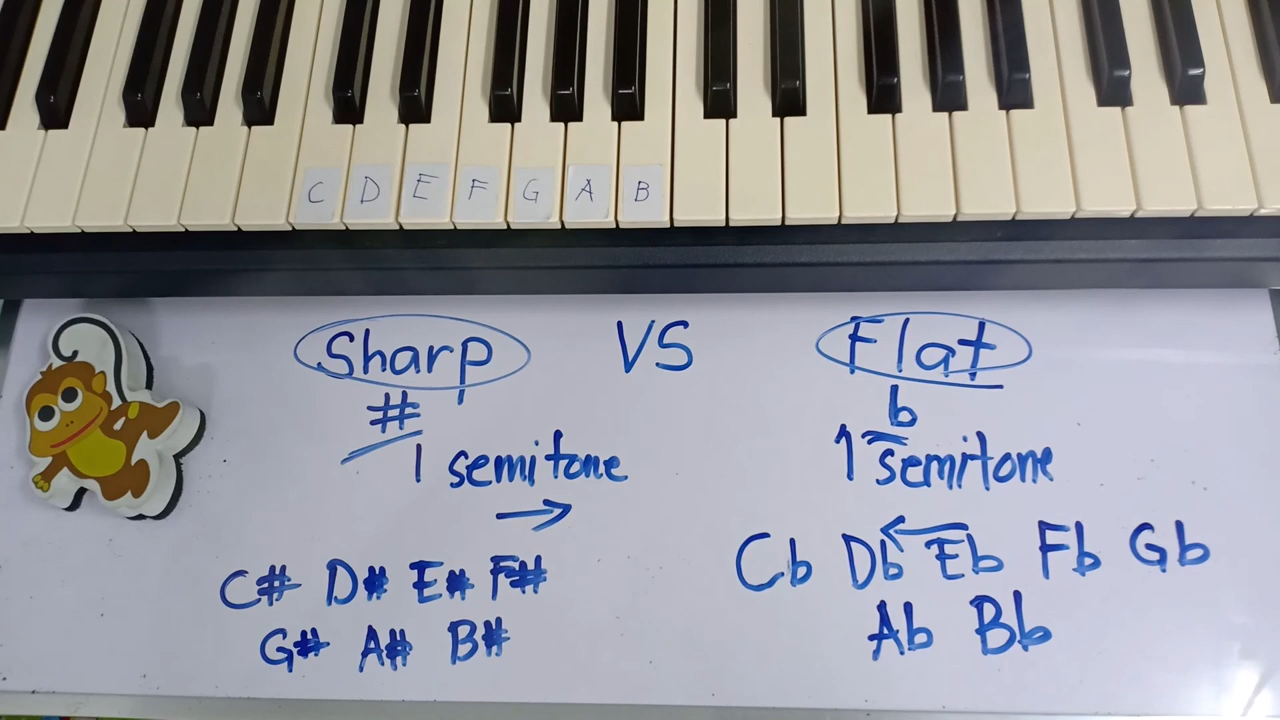 C D E F G A B
Sharp VS Flat
# b
1 semitone 1 semitone
→ ←
C# D# E# F# Cb Db Eb Fb Gb
G# A# B# Ab Bb